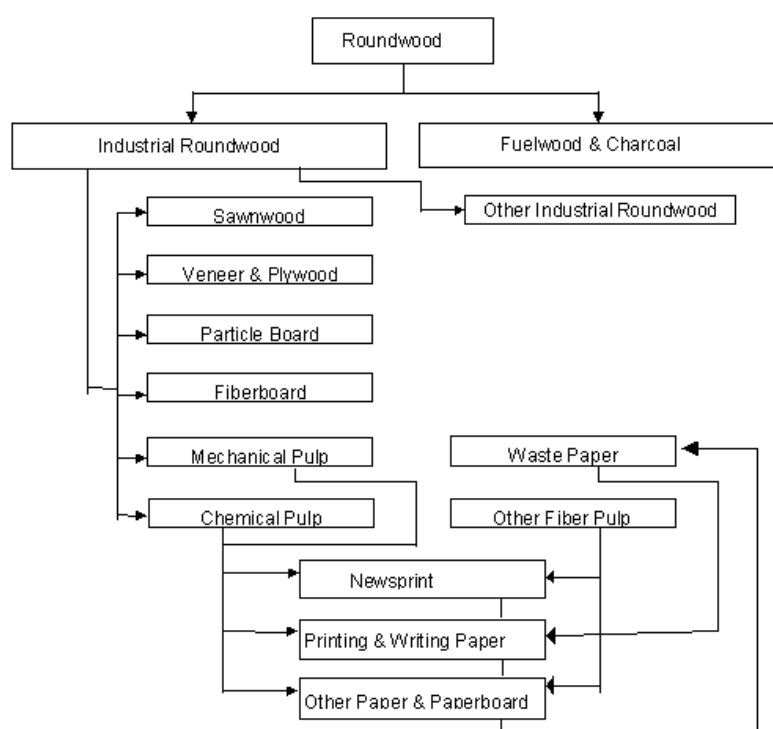 Roundwood
Industrial Roundwood
Fuelwood & Charcoal
Sawnwood
Other Industrial Roundwood
Veneer & Plywood
Particle Board
Fiberboard
Mechanical Pulp
Waste Paper
Chemical Pulp
Other Fiber Pulp
Newsprint
Printing & Writing Paper
Other Paper & Paperboard